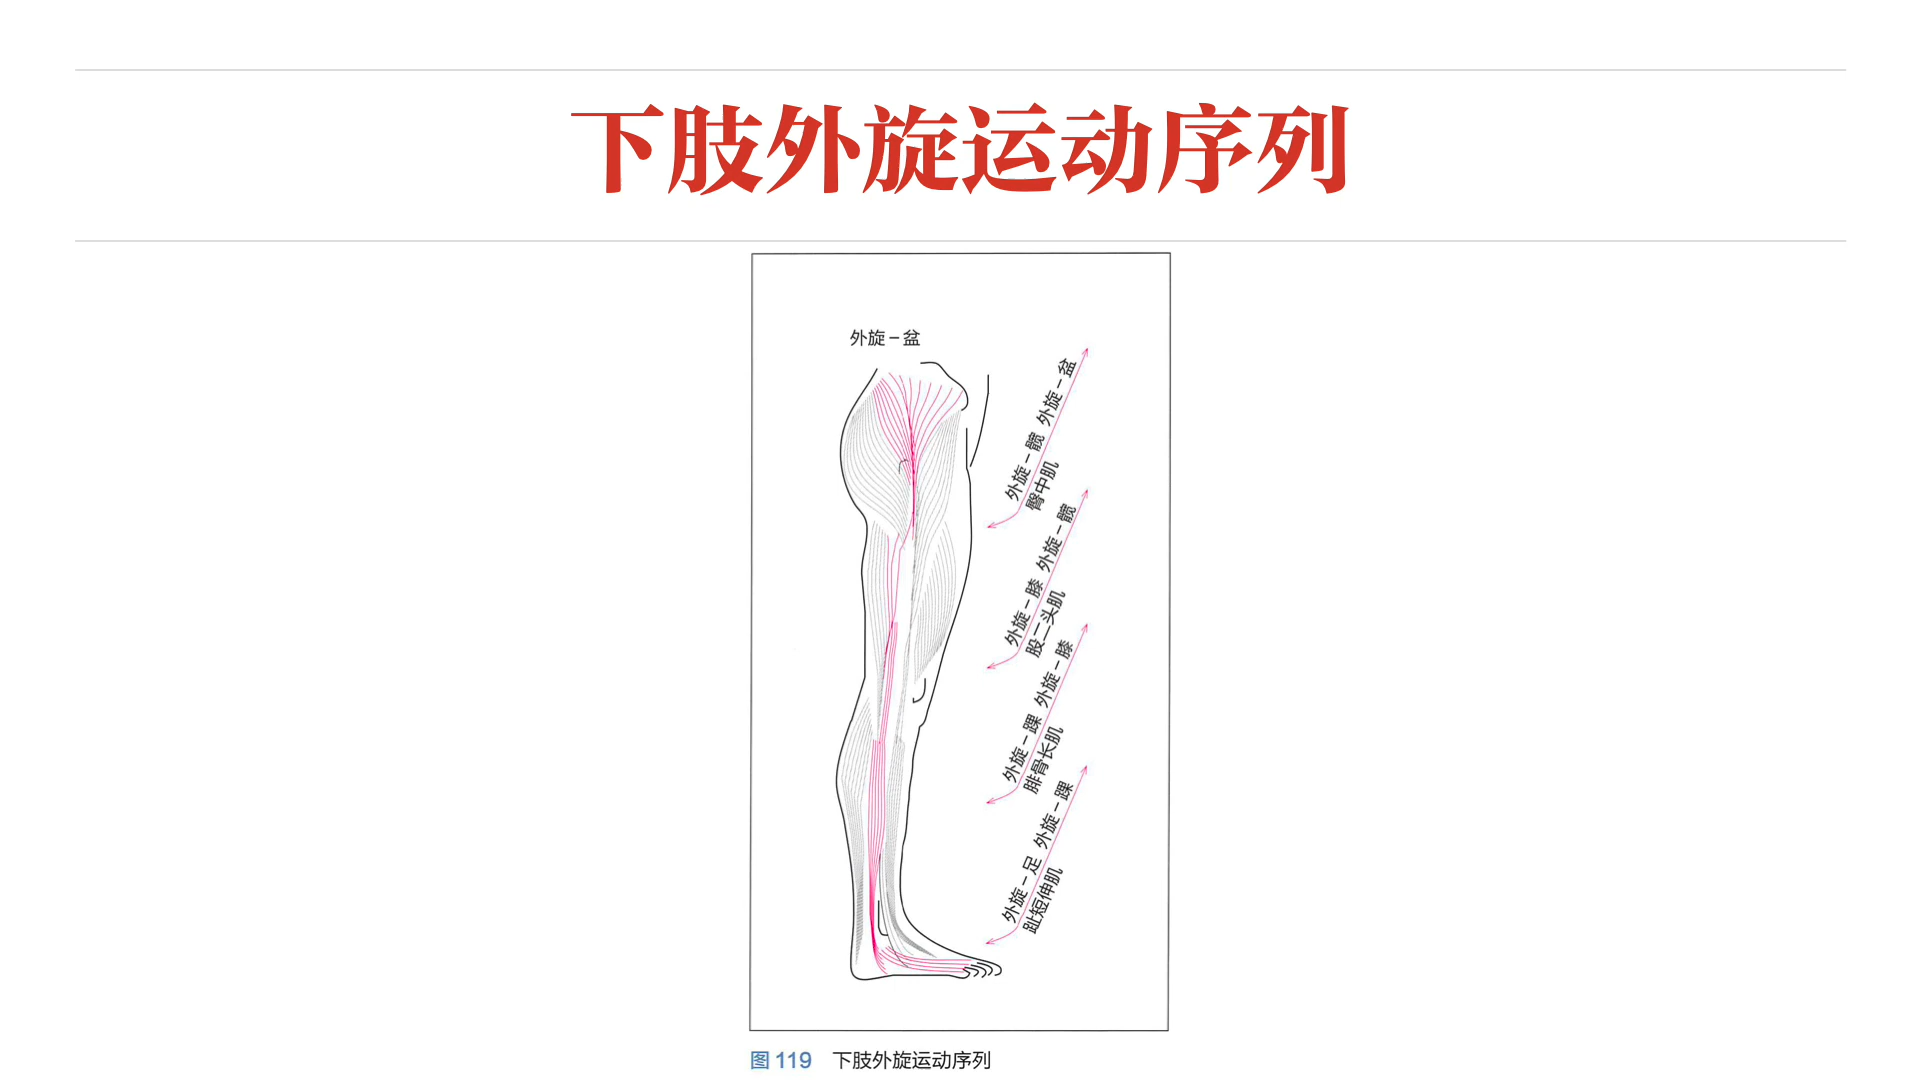 下肢外旋运动序列
外旋－盆
外旋－髋 外旋－盆
臀中肌
外旋－膝 外旋－髋
股二头肌
外旋－踝 外旋－膝
腓骨长肌
外旋－足 外旋－踝
趾短伸肌
图 119 下肢外旋运动序列